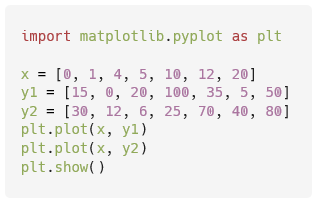 import matplotlib.pyplot as plt

x = [0, 1, 4, 5, 10, 12, 20]
y1 = [15, 0, 20, 100, 35, 5, 50]
y2 = [30, 12, 6, 25, 70, 40, 80]
plt.plot(x, y1)
plt.plot(x, y2)
plt.show()